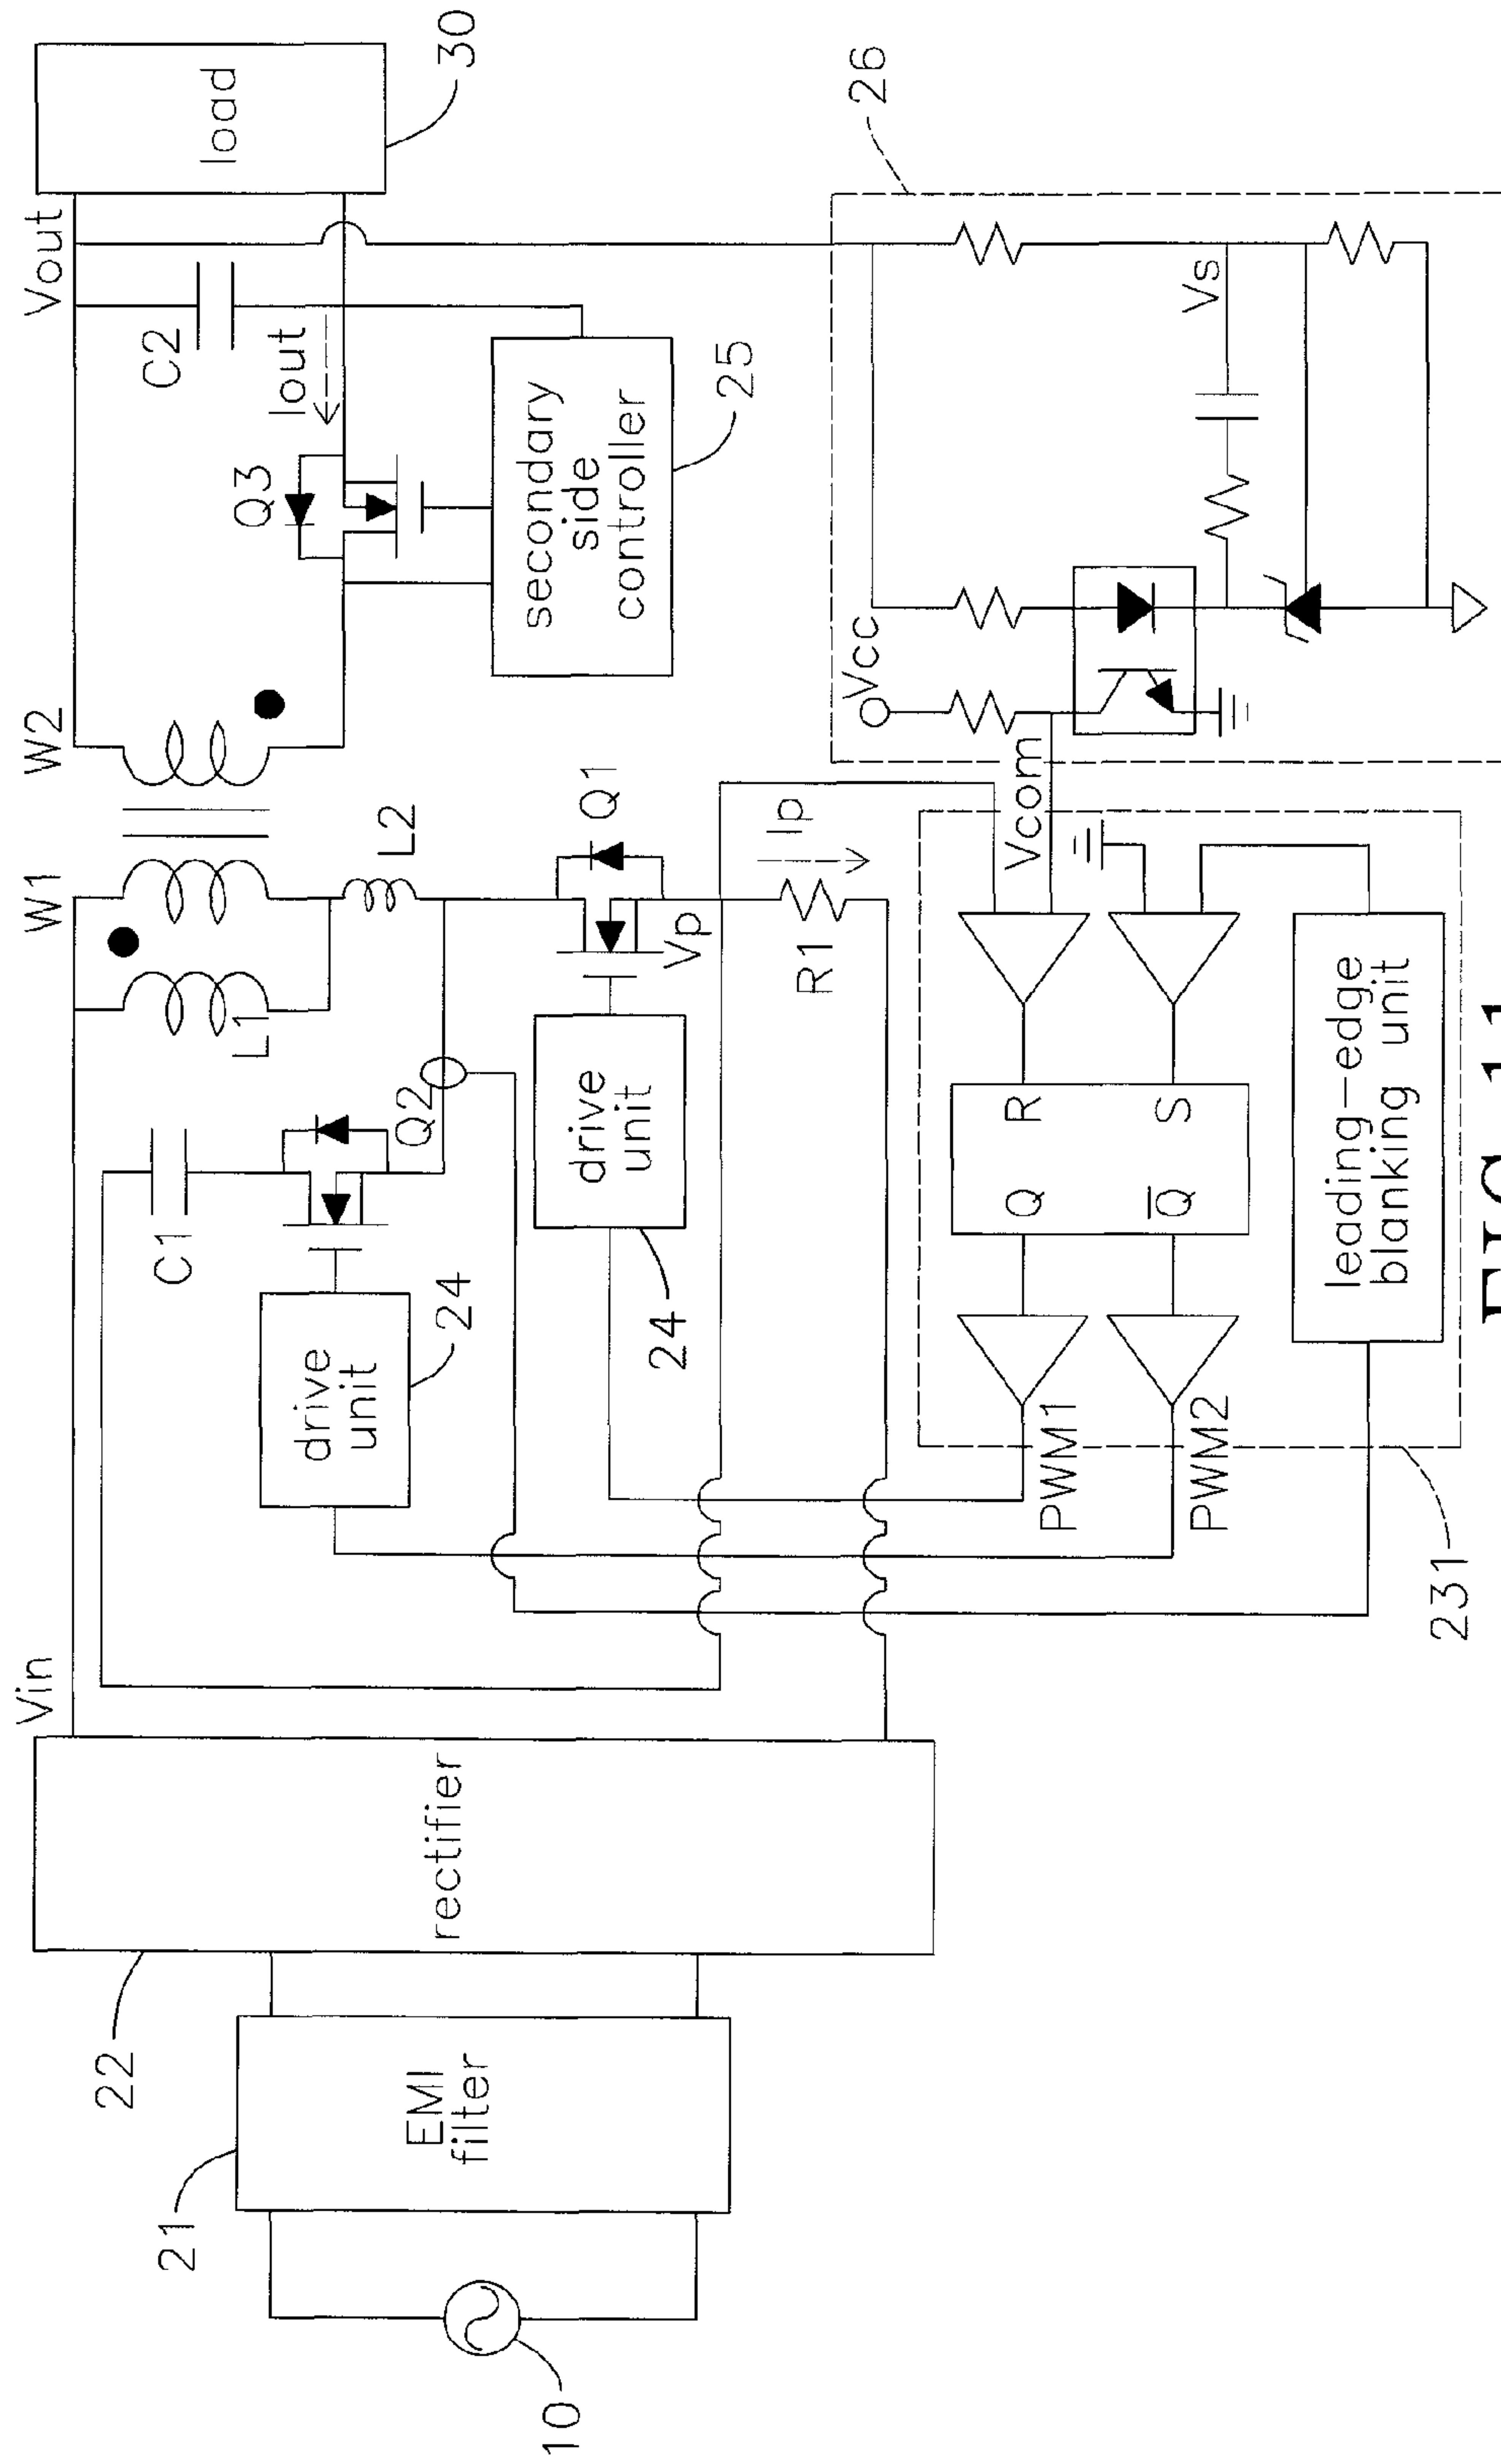 Vin
W1
W2
Vout
load
30
22
21
10
EMI
filter
rectifier
C1
L1
L2
Q2
drive
unit
24
drive
unit
24
Q1
Vp
Ip
R1
C2
Iout
Q3
secondary
side
controller
25
26
Vcc
Vcom
Vs
PWM1
PWM2
Q
R
Q̅
S
leading-edge
blanking unit
231